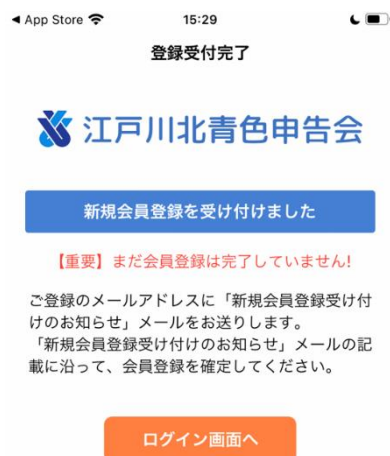 App Store
15:29
登録受付完了
江戸川北青色申告会
新規会員登録を受け付けました
【重要】まだ会員登録は完了していません!
ご登録のメールアドレスに「新規会員登録受け付
けのお知らせ」メールをお送りします。
「新規会員登録受け付けのお知らせ」メールの記
載に沿って、会員登録を確定してください。
ログイン画面へ